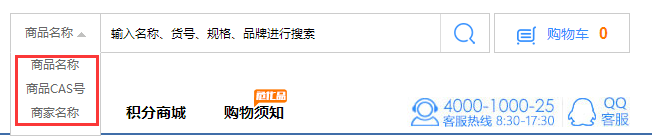 商品名称
输入名称、货号、规格、品牌进行搜索
购物车 0
商品名称
商品CAS号
商家名称
积分商城
购物须知
4000-1000-25
客服热线 8:30-17:30
QQ
客服